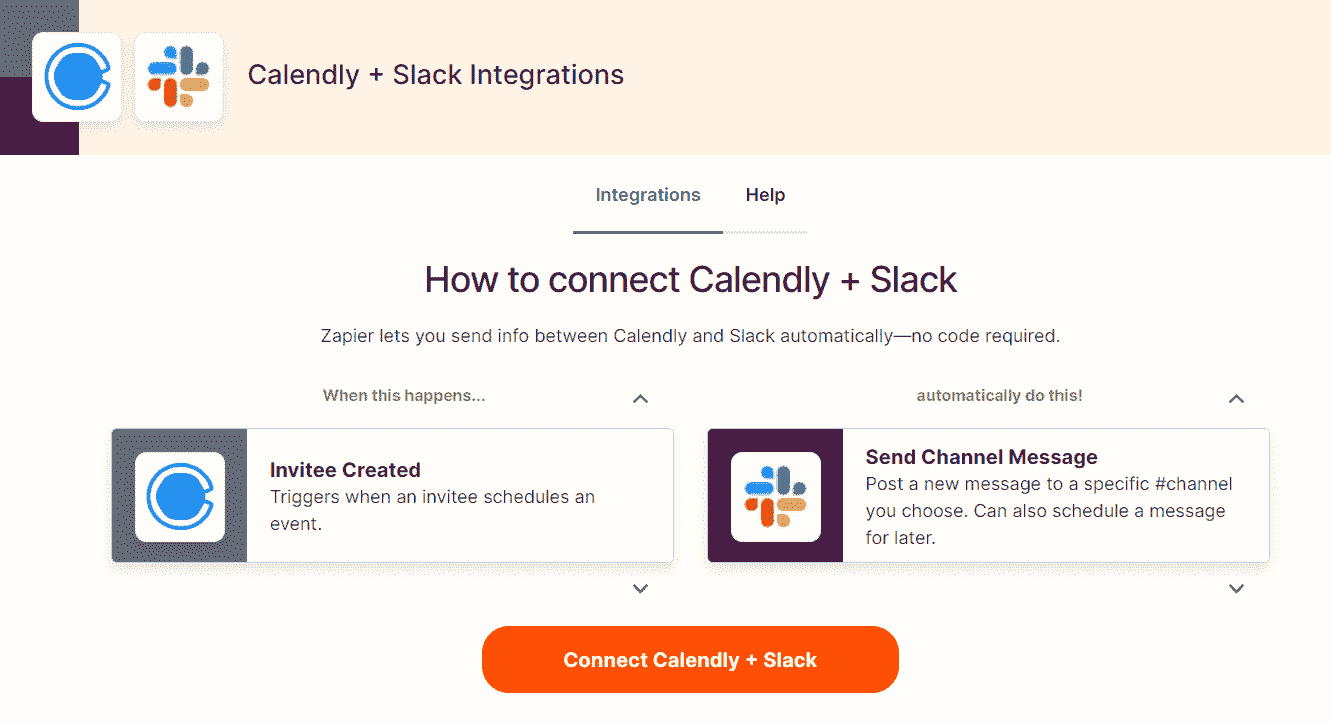 Calendly + Slack Integrations
Integrations
Help
How to connect Calendly + Slack
Zapier lets you send info between Calendly and Slack automatically—no code required.
When this happens...
Invitee Created
Triggers when an invitee schedules an
event.
automatically do this!
Send Channel Message
Post a new message to a specific #channel
you choose. Can also schedule a message
for later.
Connect Calendly + Slack